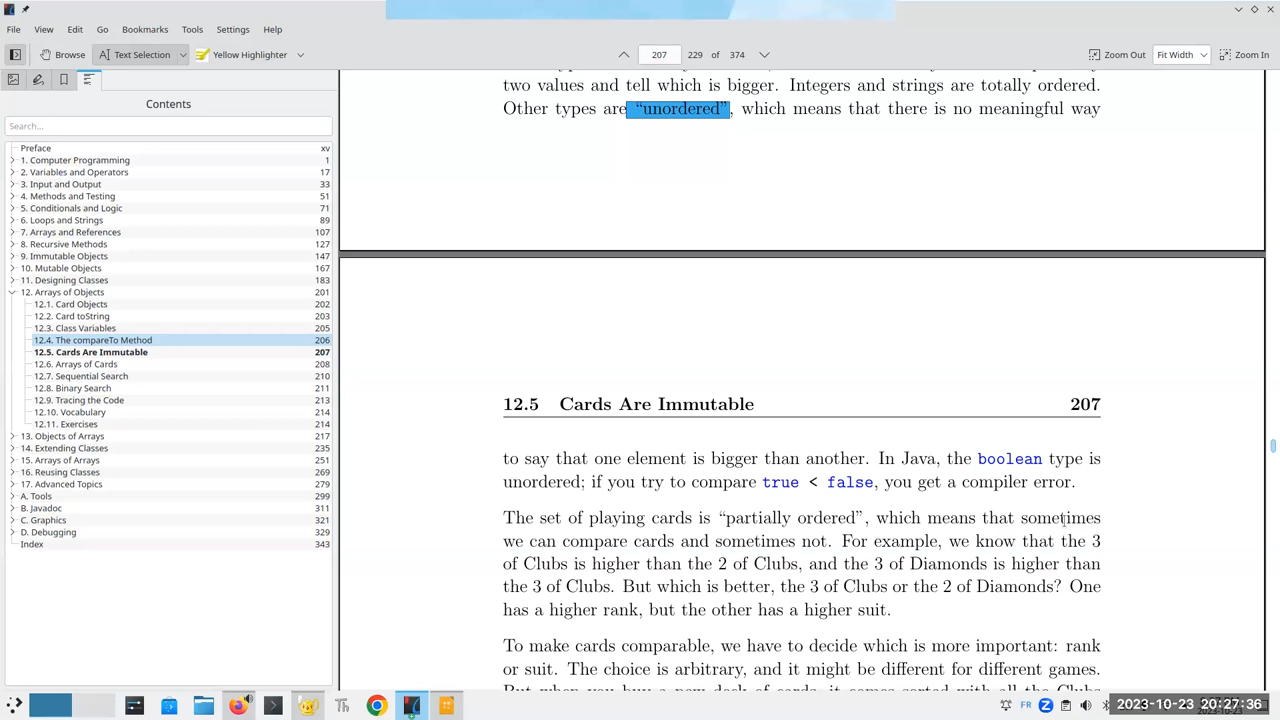 File View Edit Go Bookmarks Tools Settings Help
Browse Text Selection Yellow Highlighter 207 229 of 374 Zoom Out Fit Width Zoom In
Contents
Search...
Preface xv
1. Computer Programming 1
2. Variables and Operators 17
3. Input and Output 33
4. Methods and Testing 51
5. Conditionals and Logic 71
6. Loops and Strings 89
7. Arrays and References 107
8. Recursive Methods 127
9. Immutable Objects 147
10. Mutable Objects 167
11. Designing Classes 183
12. Arrays of Objects 201
12.1. Card Objects 202
12.2. Card toString 203
12.3. Class Variables 205
12.4. The compareTo Method 206
12.5. Cards Are Immutable 207
12.6. Arrays of Cards 208
12.7. Sequential Search 210
12.8. Binary Search 211
12.9. Tracing the Code 213
12.10. Vocabulary 214
12.11. Exercises 214
13. Objects of Arrays 217
14. Extending Classes 235
15. Arrays of Arrays 251
16. Reusing Classes 269
17. Advanced Topics 279
A. Tools 299
B. Javadoc 311
C. Graphics 321
D. Debugging 329
Index 343
two values and tell which is bigger. Integers and strings are totally ordered.
Other types are “unordered”, which means that there is no meaningful way
12.5 Cards Are Immutable 207
to say that one element is bigger than another. In Java, the boolean type is
unordered; if you try to compare true < false, you get a compiler error.
The set of playing cards is “partially ordered”, which means that sometimes
we can compare cards and sometimes not. For example, we know that the 3
of Clubs is higher than the 2 of Clubs, and the 3 of Diamonds is higher than
the 3 of Clubs. But which is better, the 3 of Clubs or the 2 of Diamonds? One
has a higher rank, but the other has a higher suit.
To make cards comparable, we have to decide which is more important: rank
or suit. The choice is arbitrary, and it might be different for different games.
But when you buy a new deck of cards, it comes sorted with all the Clubs
FR 2023-10-23 20:27:36